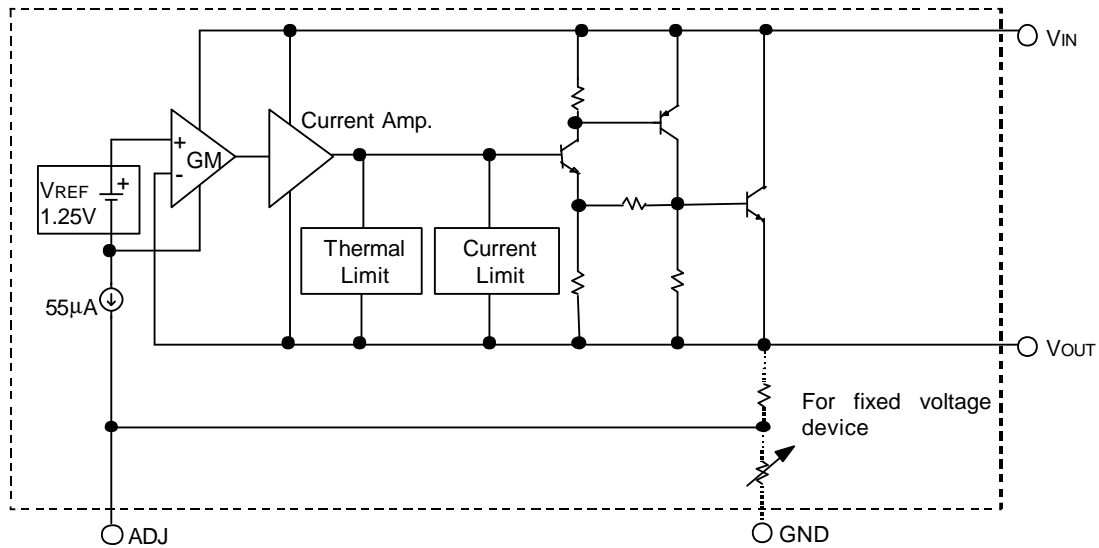 VIN
Current Amp.
+
GM
-
+
VREF
1.25V
Thermal
Limit
Current
Limit
55µA
VOUT
For fixed voltage
device
ADJ
GND